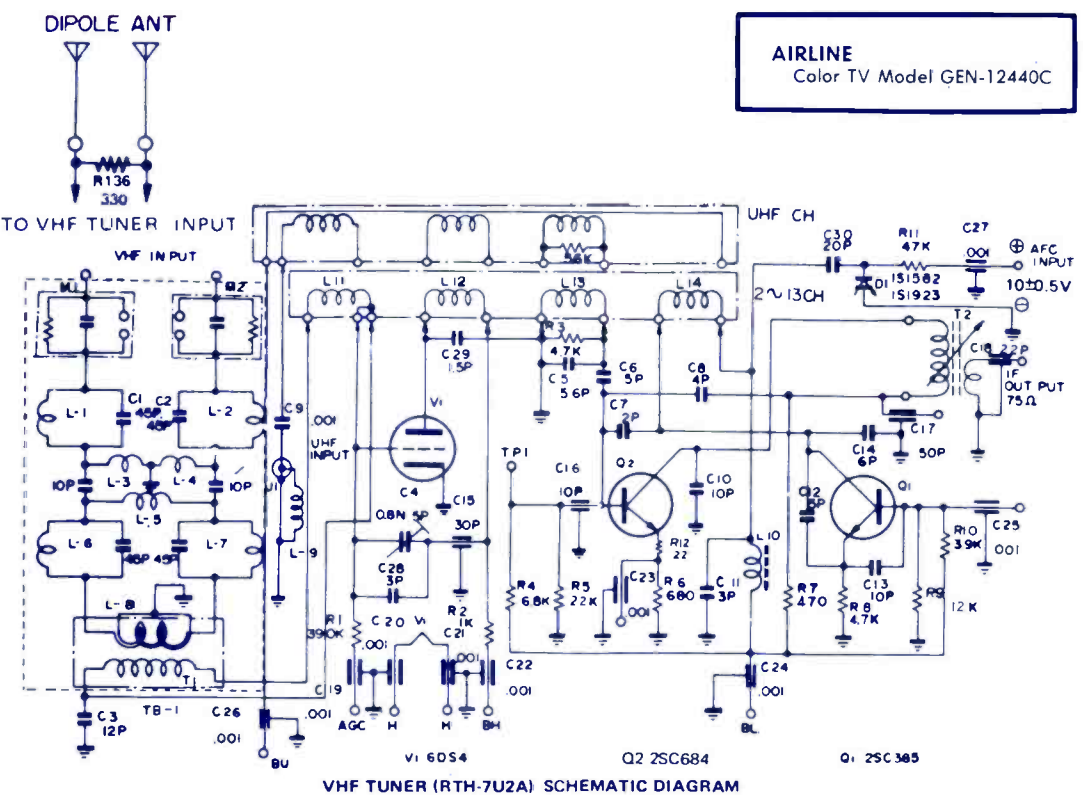 DIPOLE ANT
AIRLINE
Color TV Model GEN-12440C
R136
330
TO VHF TUNER INPUT
VHF INPUT
UHF CH
5.6K
L11
L12
L13
L14
2~13CH
C30
20P
R11
47K
C27
.001
⊕ AFC
INPUT
10±0.5V
⊖
D1
1S1582
1S1923
T2
C18 22P
IF
OUTPUT
75Ω
C17
50P
C29
1.5P
R3
4.7K
C5
56P
C6
5P
C7
2P
C8
4P
C14
6P
L-1
C1
45P
C2
45P
L-2
C9
.001
UHF
INPUT
J1
L-9
V1
C4
0.8N 5P
C15
30P
C28
3P
10P
L-3
L-4
10P
L-5
L-6
45P
45P
L-7
L-8
T1
TB-1
C3
12P
C26
.001
BU
TP1
C16
10P
Q2
C10
10P
C12
Q1
R10
3.9K
C25
.001
R12
22
L10
R4
6.8K
R5
22K
C23
.001
R6
680
C11
3P
R7
470
R8
4.7K
C13
10P
R9
12K
R1
390K
C20
.001
V1
C21
.001
R2
1K
C22
.001
C19
.001
C24
.001
AGC
H
H
BH
BL
V1 6DS4
Q2 2SC684
Q1 2SC385
VHF TUNER (RTH-7U2A) SCHEMATIC DIAGRAM